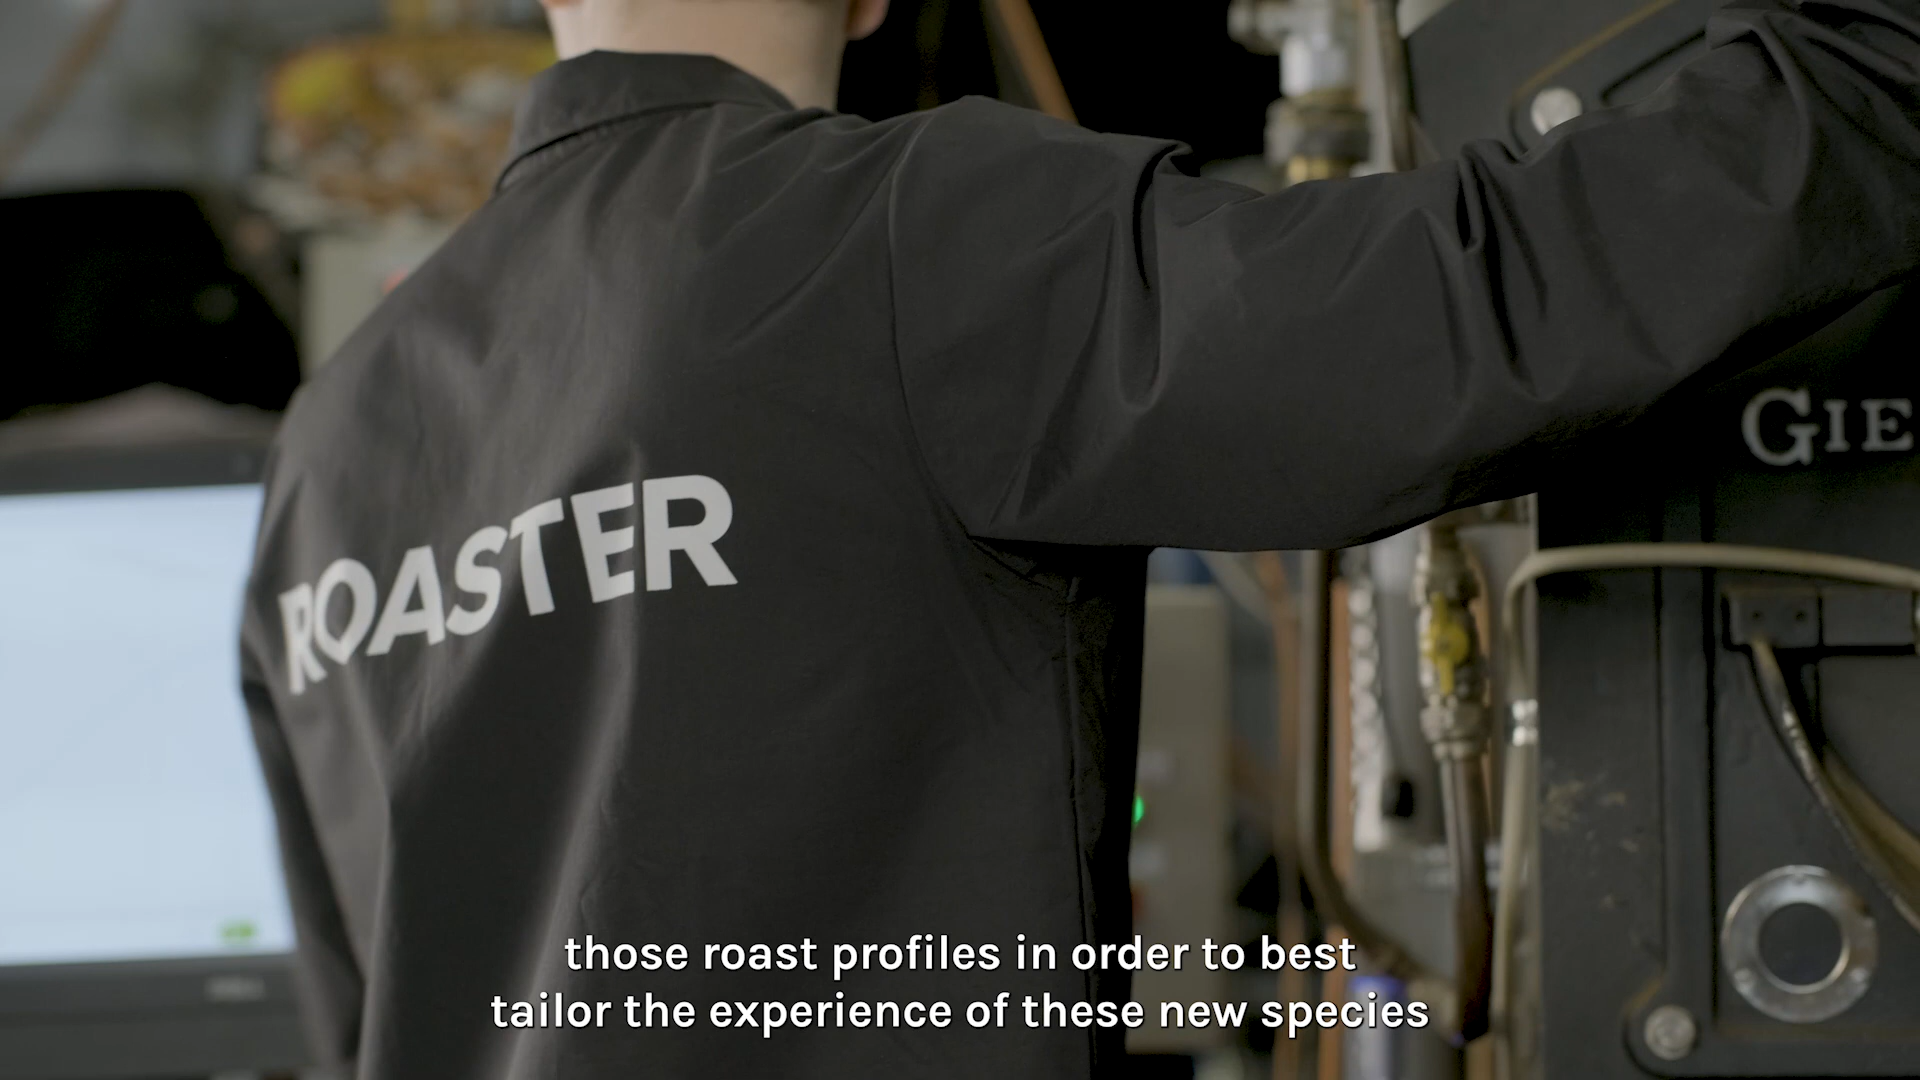 ROASTER
GIE
those roast profiles in order to best
tailor the experience of these new species